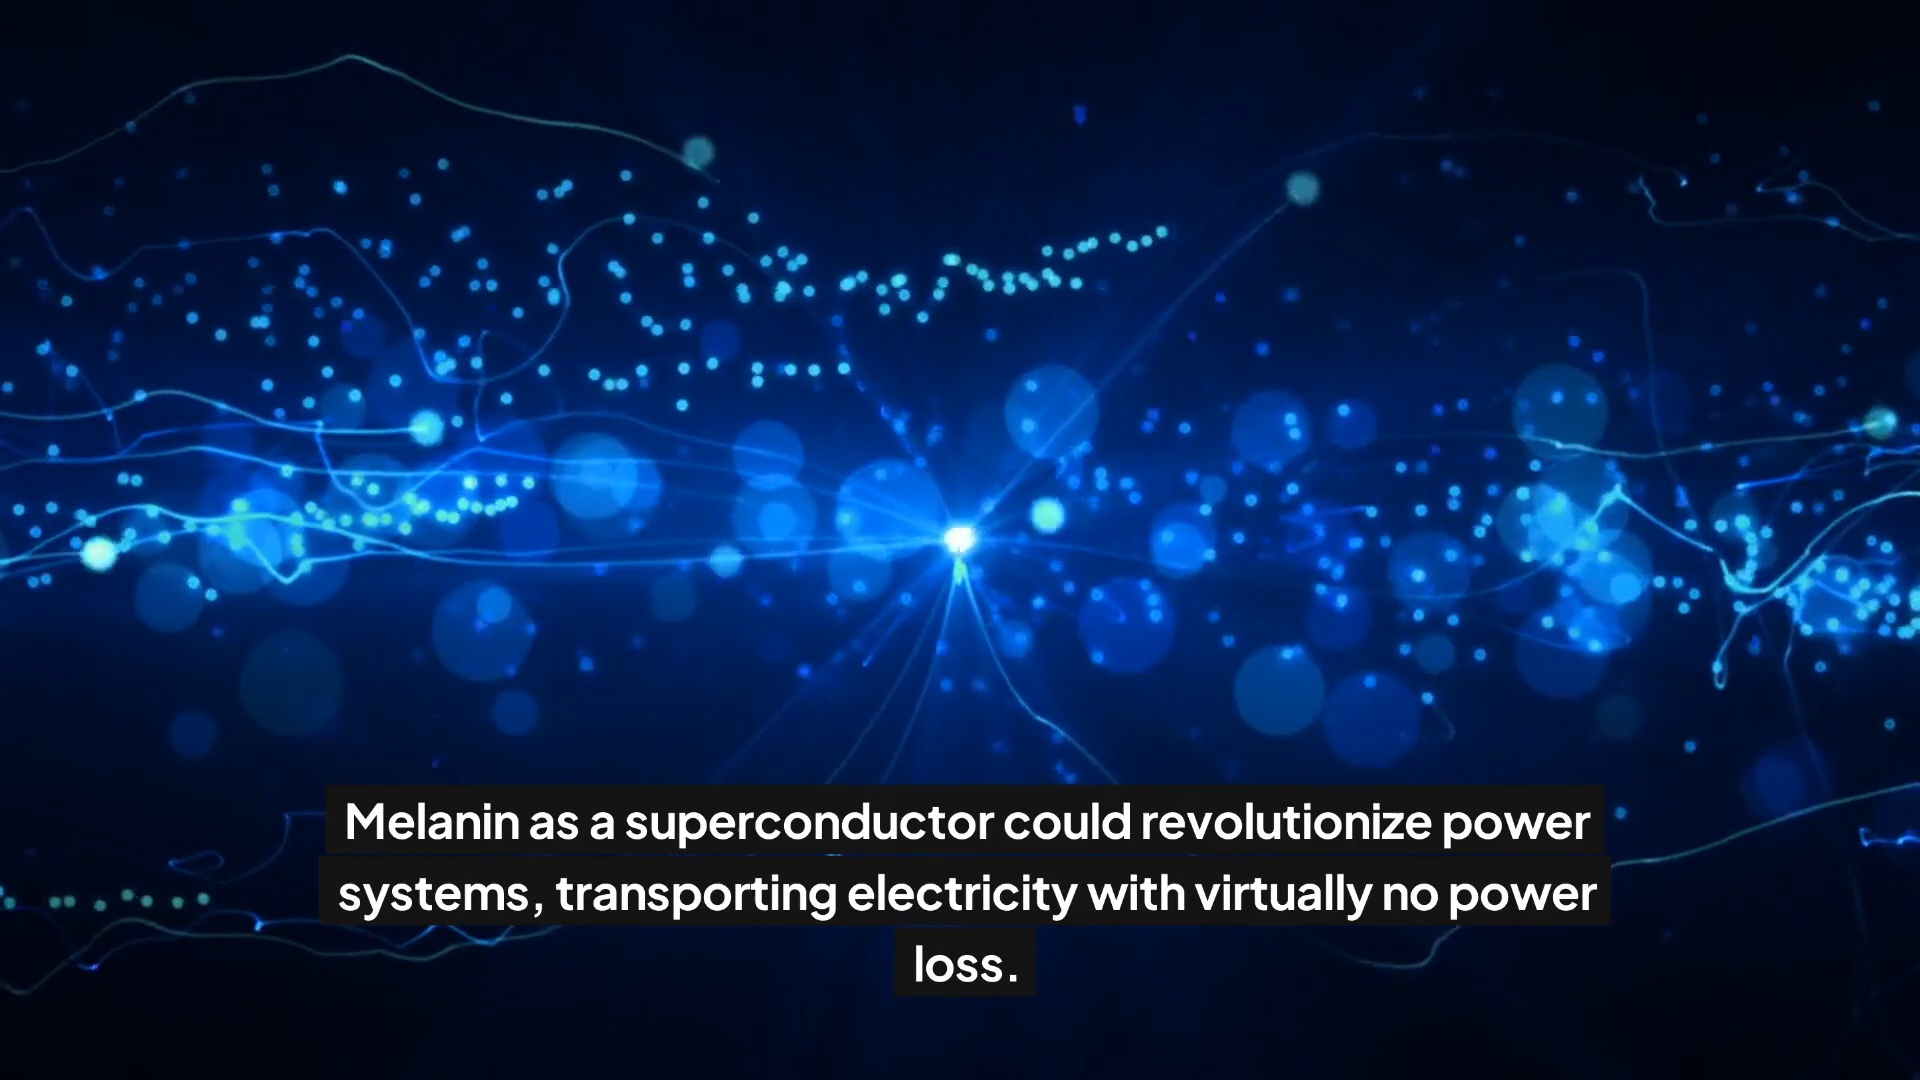 Melanin as a superconductor could revolutionize power
systems, transporting electricity with virtually no power
loss.